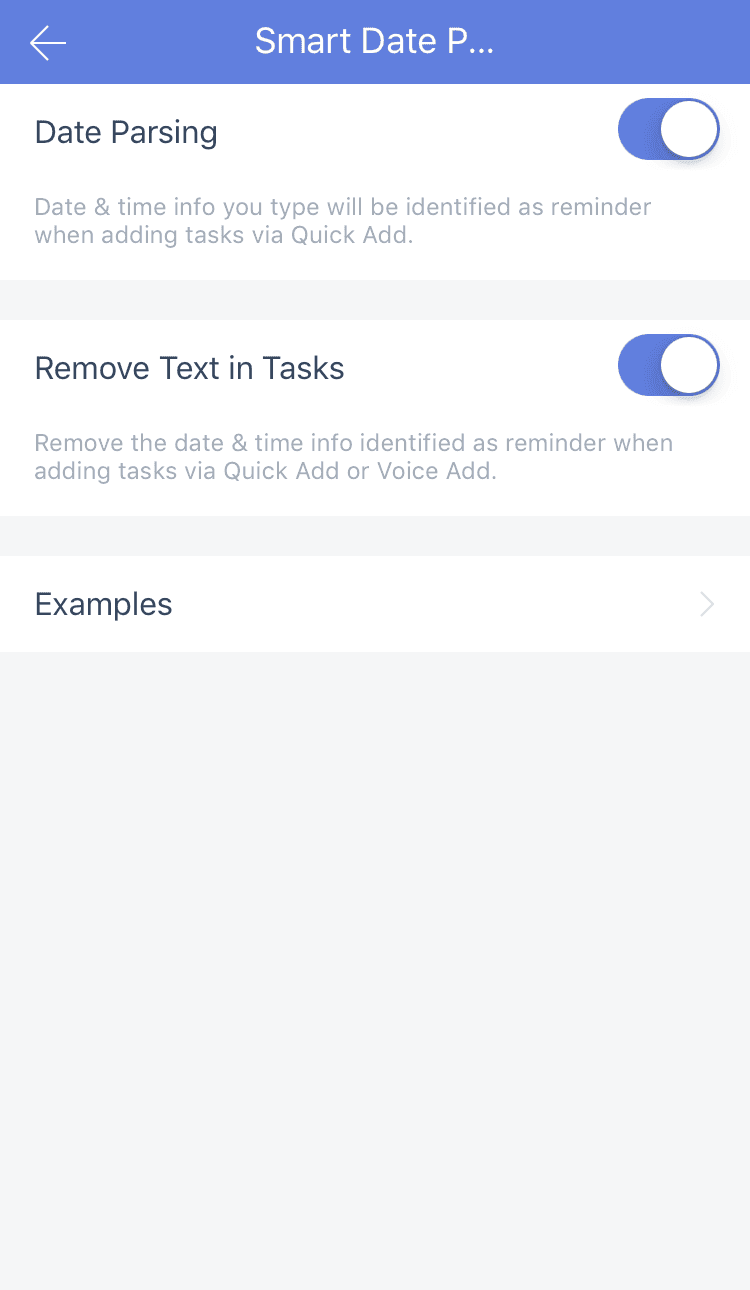 Smart Date P...
Date Parsing
Date & time info you type will be identified as reminder
when adding tasks via Quick Add.
Remove Text in Tasks
Remove the date & time info identified as reminder when
adding tasks via Quick Add or Voice Add.
Examples